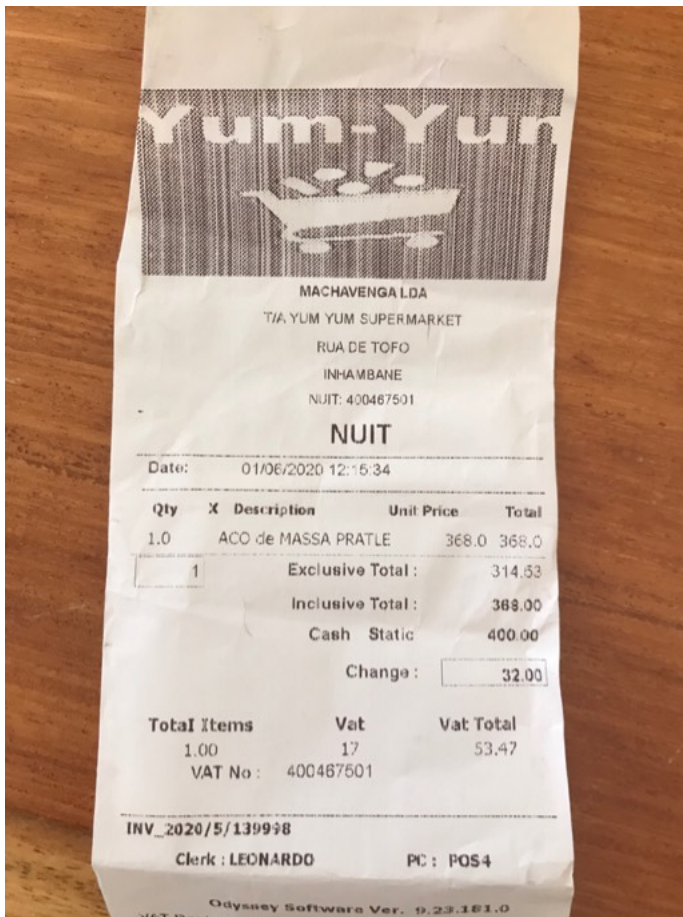 Yum-Yum
MACHAVENGA LDA
T/A YUM YUM SUPERMARKET
RUA DE TOFO
INHAMBANE
NUIT: 400467501
NUIT
Date: 01/06/2020 12:15:34
Qty X Description Unit Price Total
1.0 ACO de MASSA PRATLE 368.0 368.0
1 Exclusive Total : 314.53
Inclusive Total : 368.00
Cash Static 400.00
Change : 32.00
Total Items Vat Vat Total
1.00 17 53.47
VAT No : 400467501
INV_2020/5/139998
Clerk : LEONARDO PC : POS4
Odyssey Software Ver. 9.23.181.0